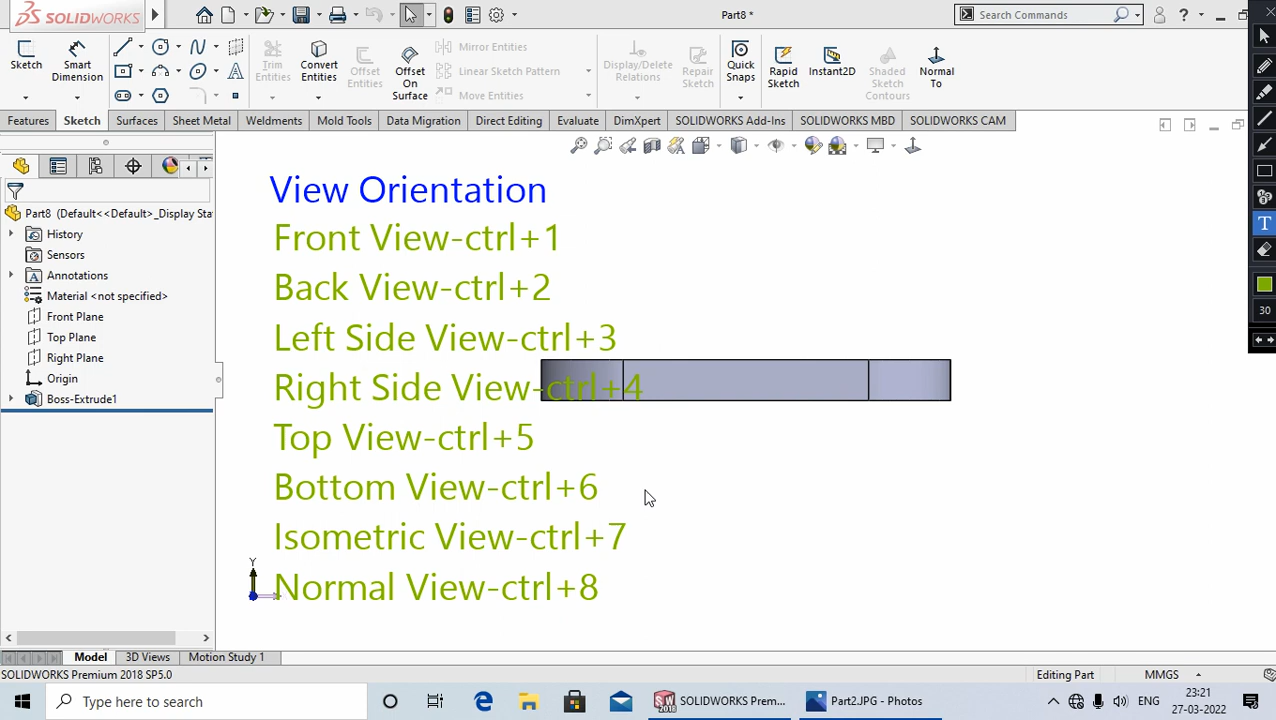 SOLIDWORKS
Part8 *
Search Commands
Sketch
Smart Dimension
Trim Entities
Convert Entities
Offset Entities
Offset On Surface
Mirror Entities
Linear Sketch Pattern
Move Entities
Display/Delete Relations
Repair Sketch
Quick Snaps
Rapid Sketch
Instant2D
Shaded Sketch Contours
Normal To
Features Sketch Surfaces Sheet Metal Weldments Mold Tools Data Migration Direct Editing Evaluate DimXpert SOLIDWORKS Add-Ins SOLIDWORKS MBD SOLIDWORKS CAM
Part8 (Default<<Default>_Display Sta
History
Sensors
Annotations
Material <not specified>
Front Plane
Top Plane
Right Plane
Origin
Boss-Extrude1
View Orientation
Front View-ctrl+1
Back View-ctrl+2
Left Side View-ctrl+3
Right Side View-ctrl+4
Top View-ctrl+5
Bottom View-ctrl+6
Isometric View-ctrl+7
Normal View-ctrl+8
Y
T
30
Model 3D Views Motion Study 1
SOLIDWORKS Premium 2018 SP5.0
Editing Part MMGS
Type here to search
SOLIDWORKS Prem...
Part2.JPG - Photos
ENG
23:21
27-03-2022